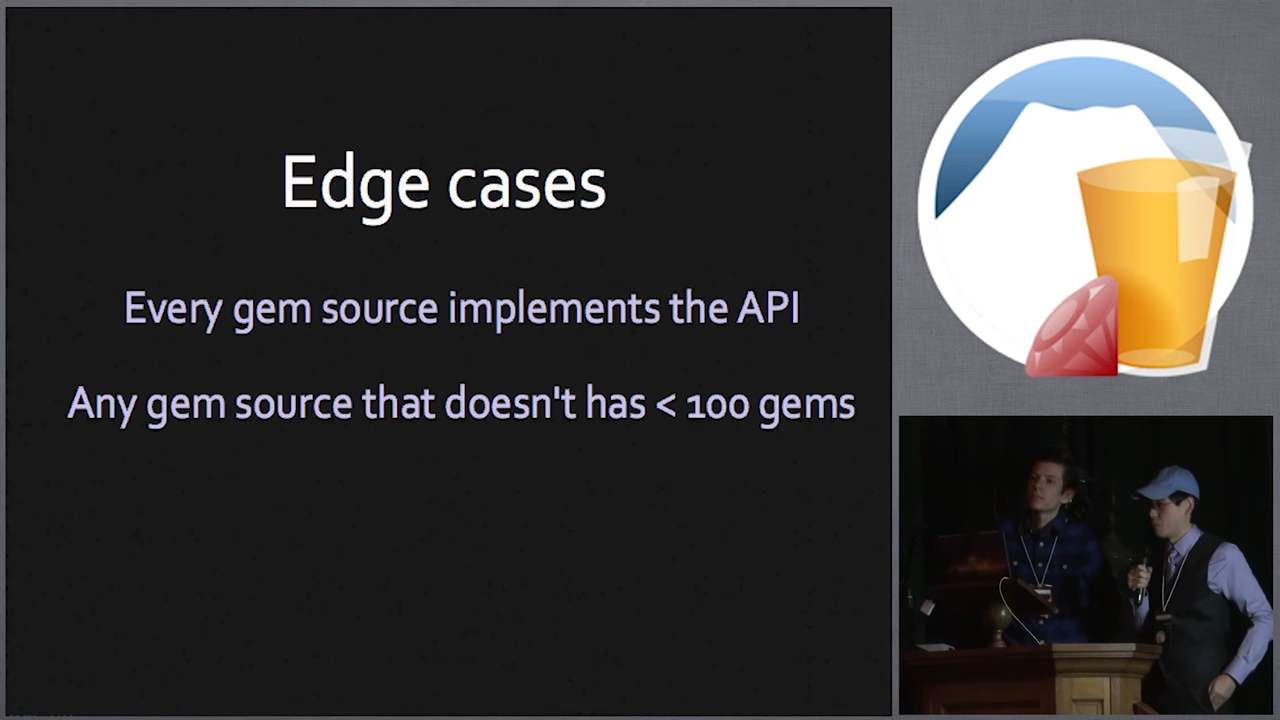 Edge cases
Every gem source implements the API
Any gem source that doesn't has < 100 gems